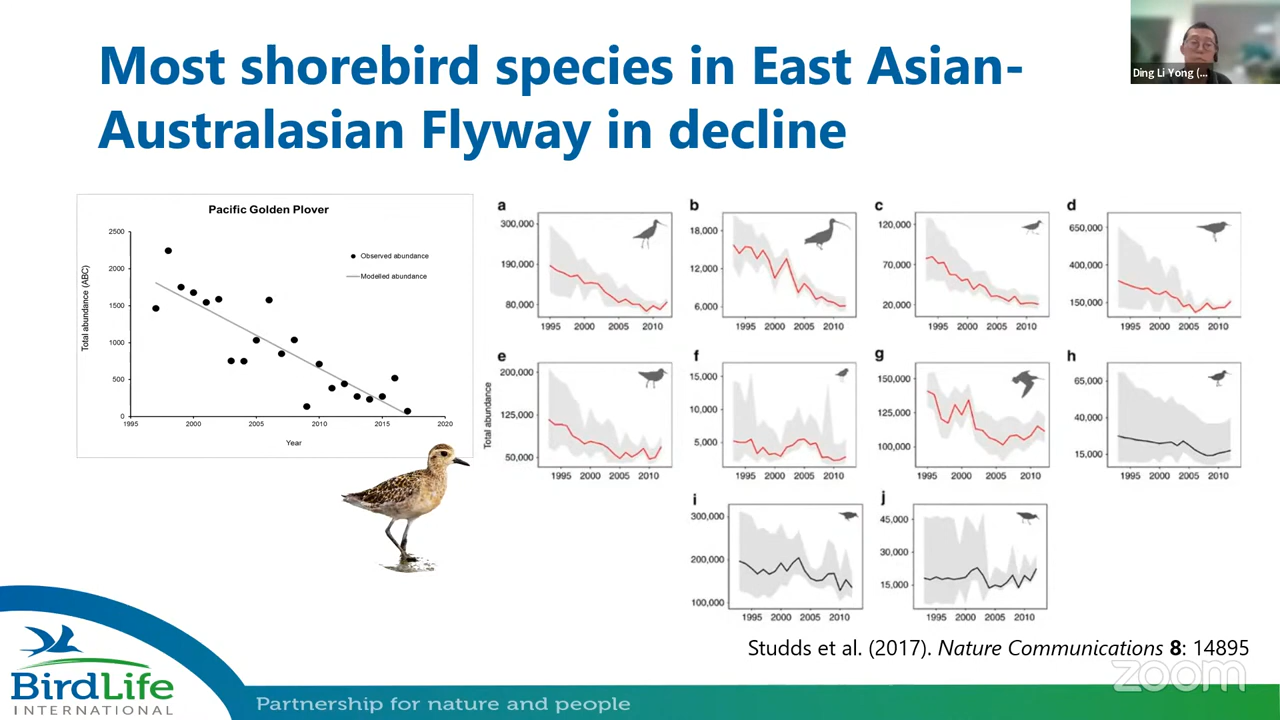 Most shorebird species in East Asian-
Australasian Flyway in decline
Ding Li Yong (...
Pacific Golden Plover
2500
2000
1500
1000
500
0
1995
2000
2005
2010
2015
2020
Total abundance (ABC)
Year
Observed abundance
Modelled abundance
a
300,000
190,000
80,000
1995 2000 2005 2010
b
18,000
12,000
6,000
1995 2000 2005 2010
c
120,000
70,000
20,000
1995 2000 2005 2010
d
650,000
400,000
150,000
1995 2000 2005 2010
Total abundance
e
200,000
125,000
50,000
1995 2000 2005 2010
f
15,000
10,000
5,000
1995 2000 2005 2010
g
150,000
125,000
100,000
1995 2000 2005 2010
h
65,000
40,000
15,000
1995 2000 2005 2010
i
300,000
200,000
100,000
1995 2000 2005 2010
j
45,000
30,000
15,000
1995 2000 2005 2010
Studds et al. (2017). Nature Communications 8: 14895
zoom
BirdLife
INTERNATIONAL
Partnership for nature and people